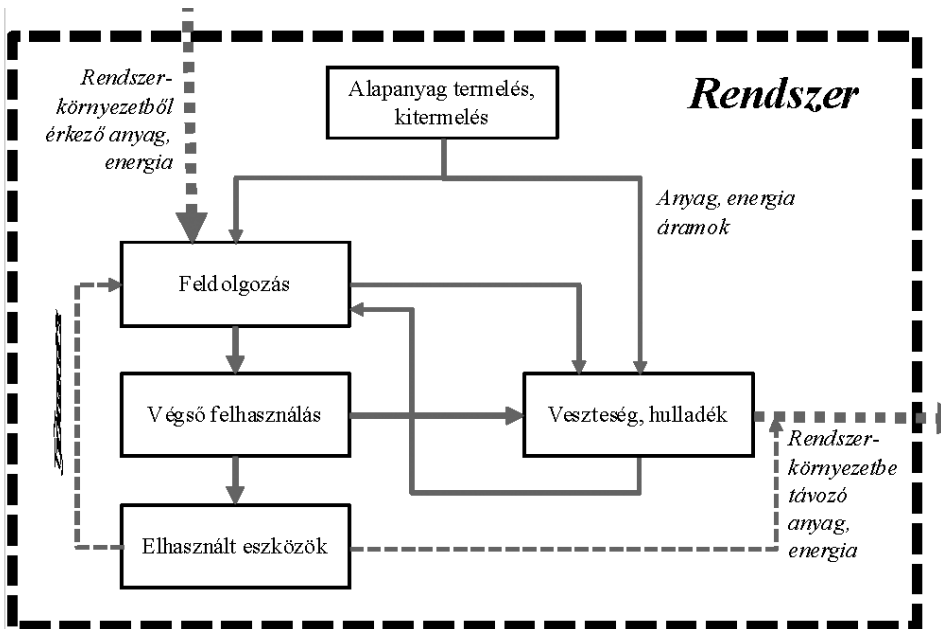 Rendszer-
környezetből
érkező anyag,
energia
Alapanyag termelés,
kitermelés
Rendszer
Anyag, energia
áramok
Feldolgozás
Végső felhasználás
Veszteség, hulladék
Rendszer-
környezetbe
távozó
anyag,
energia
Elhasznált eszközök